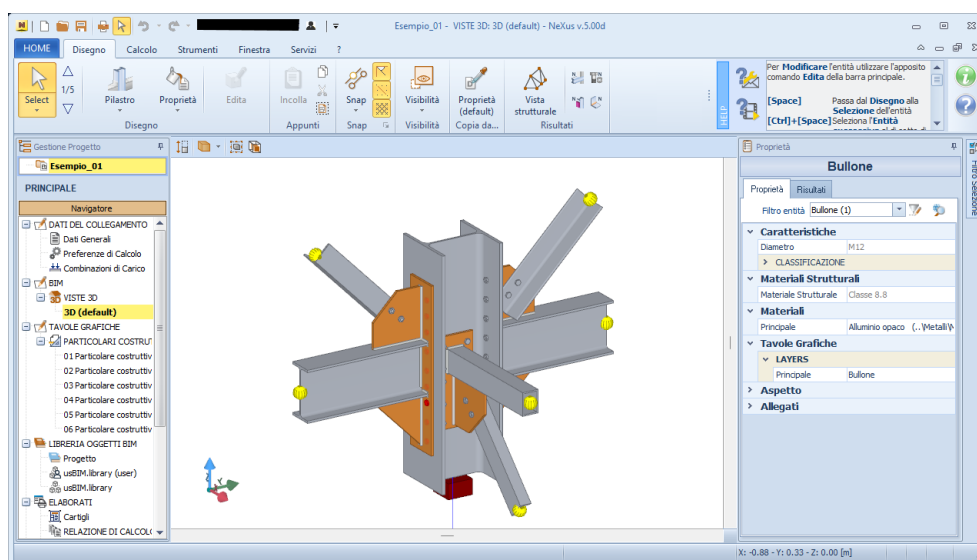 Esempio_01 - VISTE 3D: 3D (default) - NeXus v.5.00d
HOME Disegno Calcolo Strumenti Finestra Servizi ?
Select
1/5
Pilastro
Proprietà
Edita
Incolla
Snap
Visibilità
Proprietà (default)
Vista strutturale
Disegno Appunti Snap Visibilità Copia da... Risultati
HELP
Per Modificare l'entità utilizzare l'apposito
comando Edita della barra principale.
[Space] Passa dal Disegno alla
Selezione dell'entità
[Ctrl]+[Space] Seleziona l'Entità
Gestione Progetto
Esempio_01
PRINCIPALE
Navigatore
DATI DEL COLLEGAMENTO
Dati Generali
Preferenze di Calcolo
Combinazioni di Carico
BIM
VISTE 3D
3D (default)
TAVOLE GRAFICHE
PARTICOLARI COSTRUT
01 Particolare costruttiv
02 Particolare costruttiv
03 Particolare costruttiv
04 Particolare costruttiv
05 Particolare costruttiv
06 Particolare costruttiv
LIBRERIA OGGETTI BIM
Progetto
usBIM.library (user)
usBIM.library
ELABORATI
Cartigli
RELAZIONE DI CALCOL
Proprietà
Bullone
Proprietà Risultati
Filtro entità Bullone (1)
Caratteristiche
Diametro M12
CLASSIFICAZIONE
Materiali Strutturali
Materiale Strutturale Classe 8.8
Materiali
Principale Alluminio opaco (..\Metalli\
Tavole Grafiche
LAYERS
Principale Bullone
Aspetto
Allegati
Filtro Selezione
X: -0.88 - Y: 0.33 - Z: 0.00 [m]